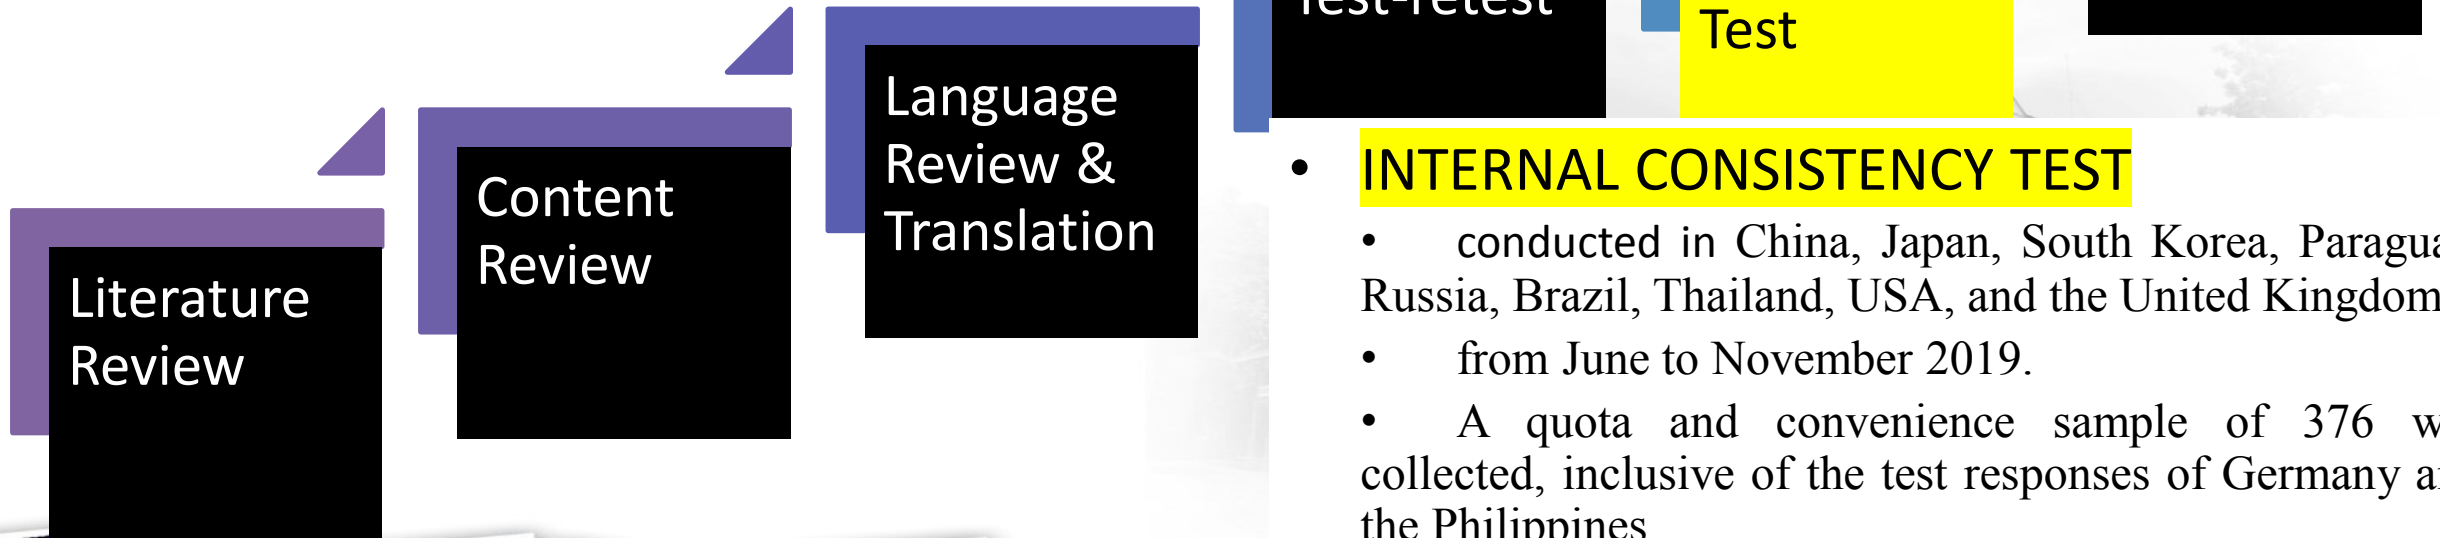 Literature
Review
Content
Review
Language
Review &
Translation
Test-retest
Test
• INTERNAL CONSISTENCY TEST
• conducted in China, Japan, South Korea,
Russia, Brazil, Thailand, USA, and the United Kingdom
• from June to November 2019.
• A quota and convenience sample of 376
collected, inclusive of the test responses of Germany
the Philippines